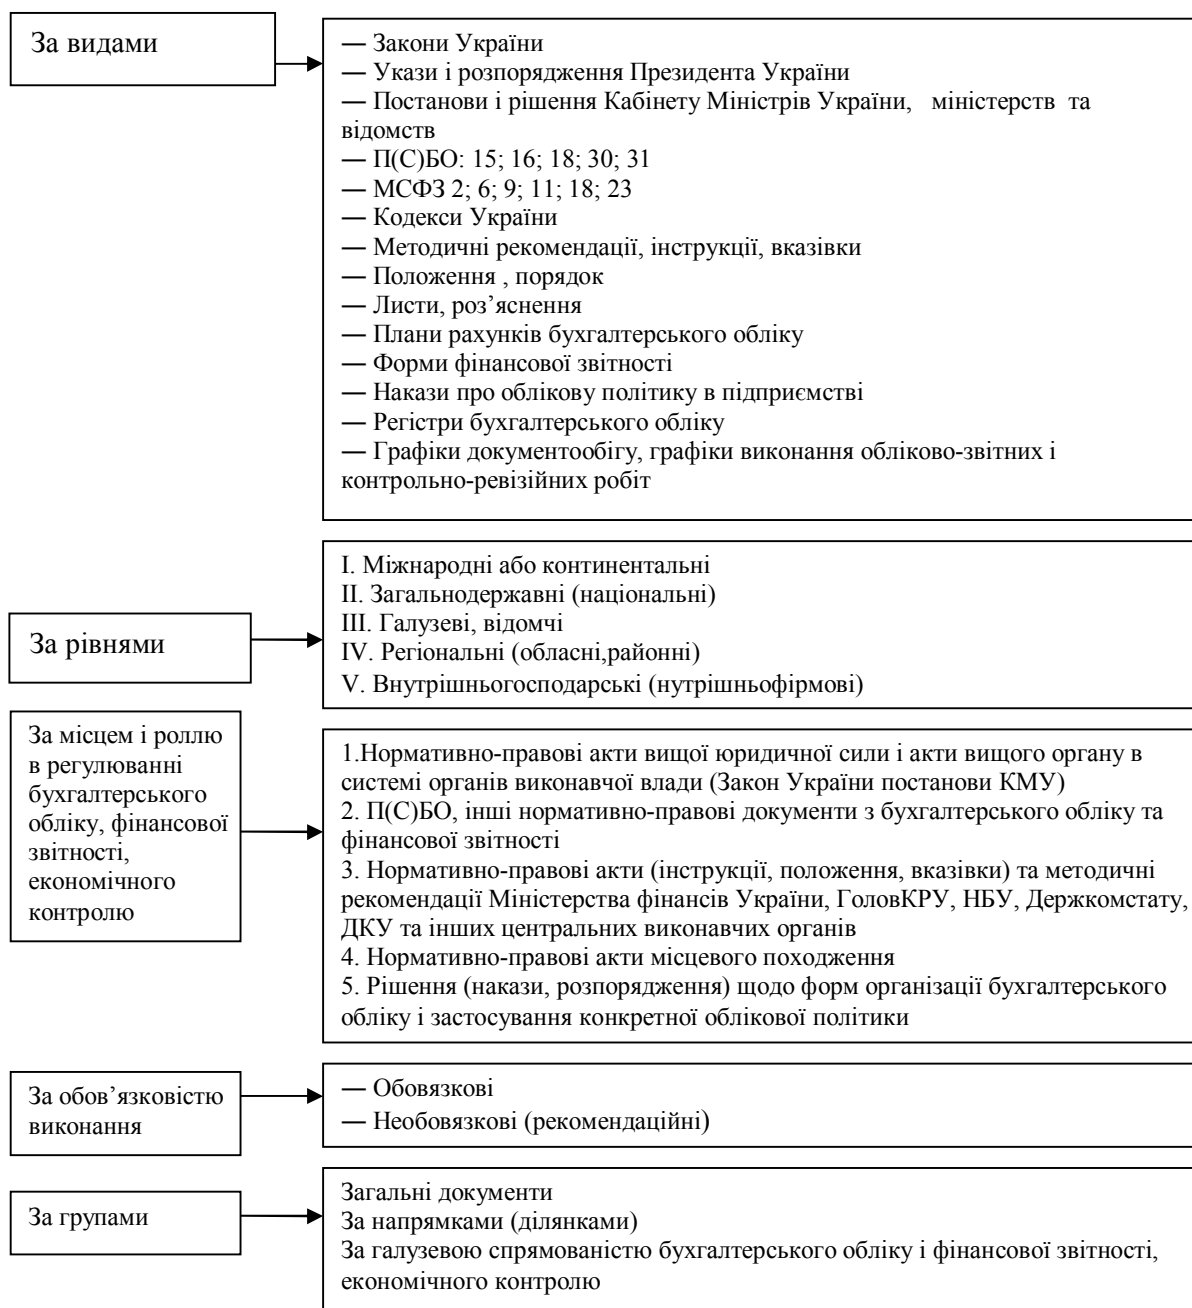 За видами
— Закони України
— Укази і розпорядження Президента України
— Постанови і рішення Кабінету Міністрів України, міністерств та
відомств
— П(С)БО: 15; 16; 18; 30; 31
— МСФЗ 2; 6; 9; 11; 18; 23
— Кодекси України
— Методичні рекомендації, інструкції, вказівки
— Положення , порядок
— Листи, роз’яснення
— Плани рахунків бухгалтерського обліку
— Форми фінансової звітності
— Накази про облікову політику в підприємстві
— Регістри бухгалтерського обліку
— Графіки документообігу, графіки виконання обліково-звітних і
контрольно-ревізійних робіт
За рівнями
I. Міжнародні або континентальні
II. Загальнодержавні (національні)
III. Галузеві, відомчі
IV. Регіональні (обласні,районні)
V. Внутрішньогосподарські (нутрішньофірмові)
За місцем і роллю
в регулюванні
бухгалтерського
обліку, фінансової
звітності,
економічного
контролю
1.Нормативно-правові акти вищої юридичної сили і акти вищого органу в
системі органів виконавчої влади (Закон України постанови КМУ)
2. П(С)БО, інші нормативно-правові документи з бухгалтерського обліку та
фінансової звітності
3. Нормативно-правові акти (інструкції, положення, вказівки) та методичні
рекомендації Міністерства фінансів України, ГоловКРУ, НБУ, Держкомстату,
ДКУ та інших центральних виконавчих органів
4. Нормативно-правові акти місцевого походження
5. Рішення (накази, розпорядження) щодо форм організації бухгалтерського
обліку і застосування конкретної облікової політики
За обов’язковістю
виконання
— Обовязкові
— Необовязкові (рекомендаційні)
За групами
Загальні документи
За напрямками (ділянками)
За галузевою спрямованістю бухгалтерського обліку і фінансової звітності,
економічного контролю